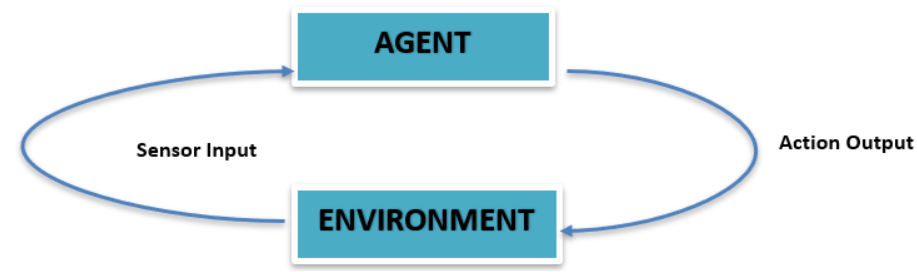 AGENT
Sensor Input
Action Output
ENVIRONMENT